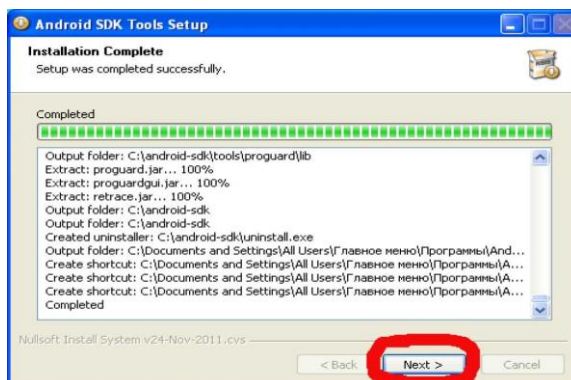 Android SDK Tools Setup
Installation Complete
Setup was completed successfully.
Completed
Output folder: C:\android-sdk\tools\proguard\lib
Extract: proguard.jar... 100%
Extract: proguardgui.jar... 100%
Extract: retrace.jar... 100%
Output folder: C:\android-sdk
Output folder: C:\android-sdk
Created uninstaller: C:\android-sdk\uninstall.exe
Output folder: C:\Documents and Settings\All Users\Главное меню\Программы\And...
Create shortcut: C:\Documents and Settings\All Users\Главное меню\Программы\A...
Create shortcut: C:\Documents and Settings\All Users\Главное меню\Программы\A...
Create shortcut: C:\Documents and Settings\All Users\Главное меню\Программы\A...
Completed
Nullsoft Install System v24-Nov-2011.cvs
< Back Next > Cancel